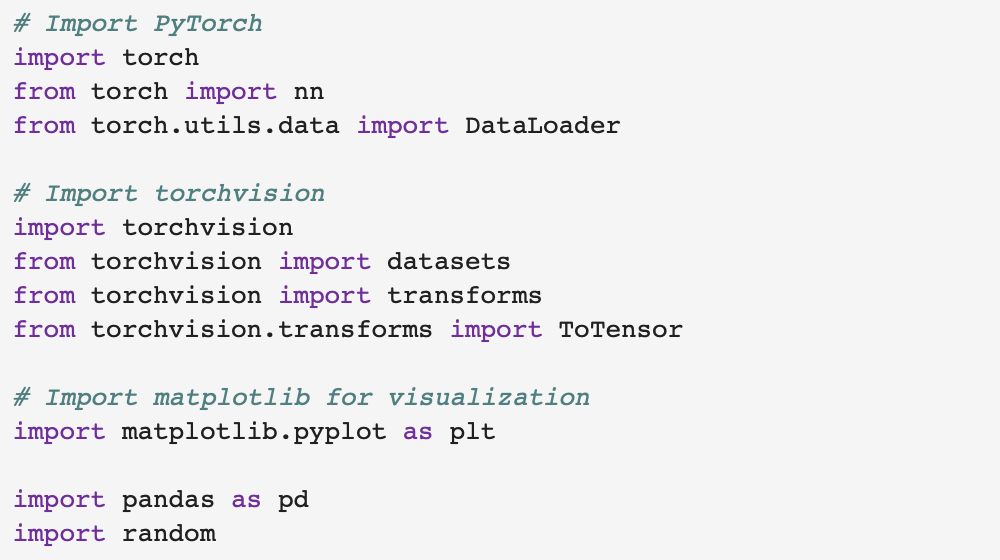 # Import PyTorch
import torch
from torch import nn
from torch.utils.data import DataLoader
# Import torchvision
import torchvision
from torchvision import datasets
from torchvision import transforms
from torchvision.transforms import ToTensor
# Import matplotlib for visualization
import matplotlib.pyplot as plt
import pandas as pd
import random